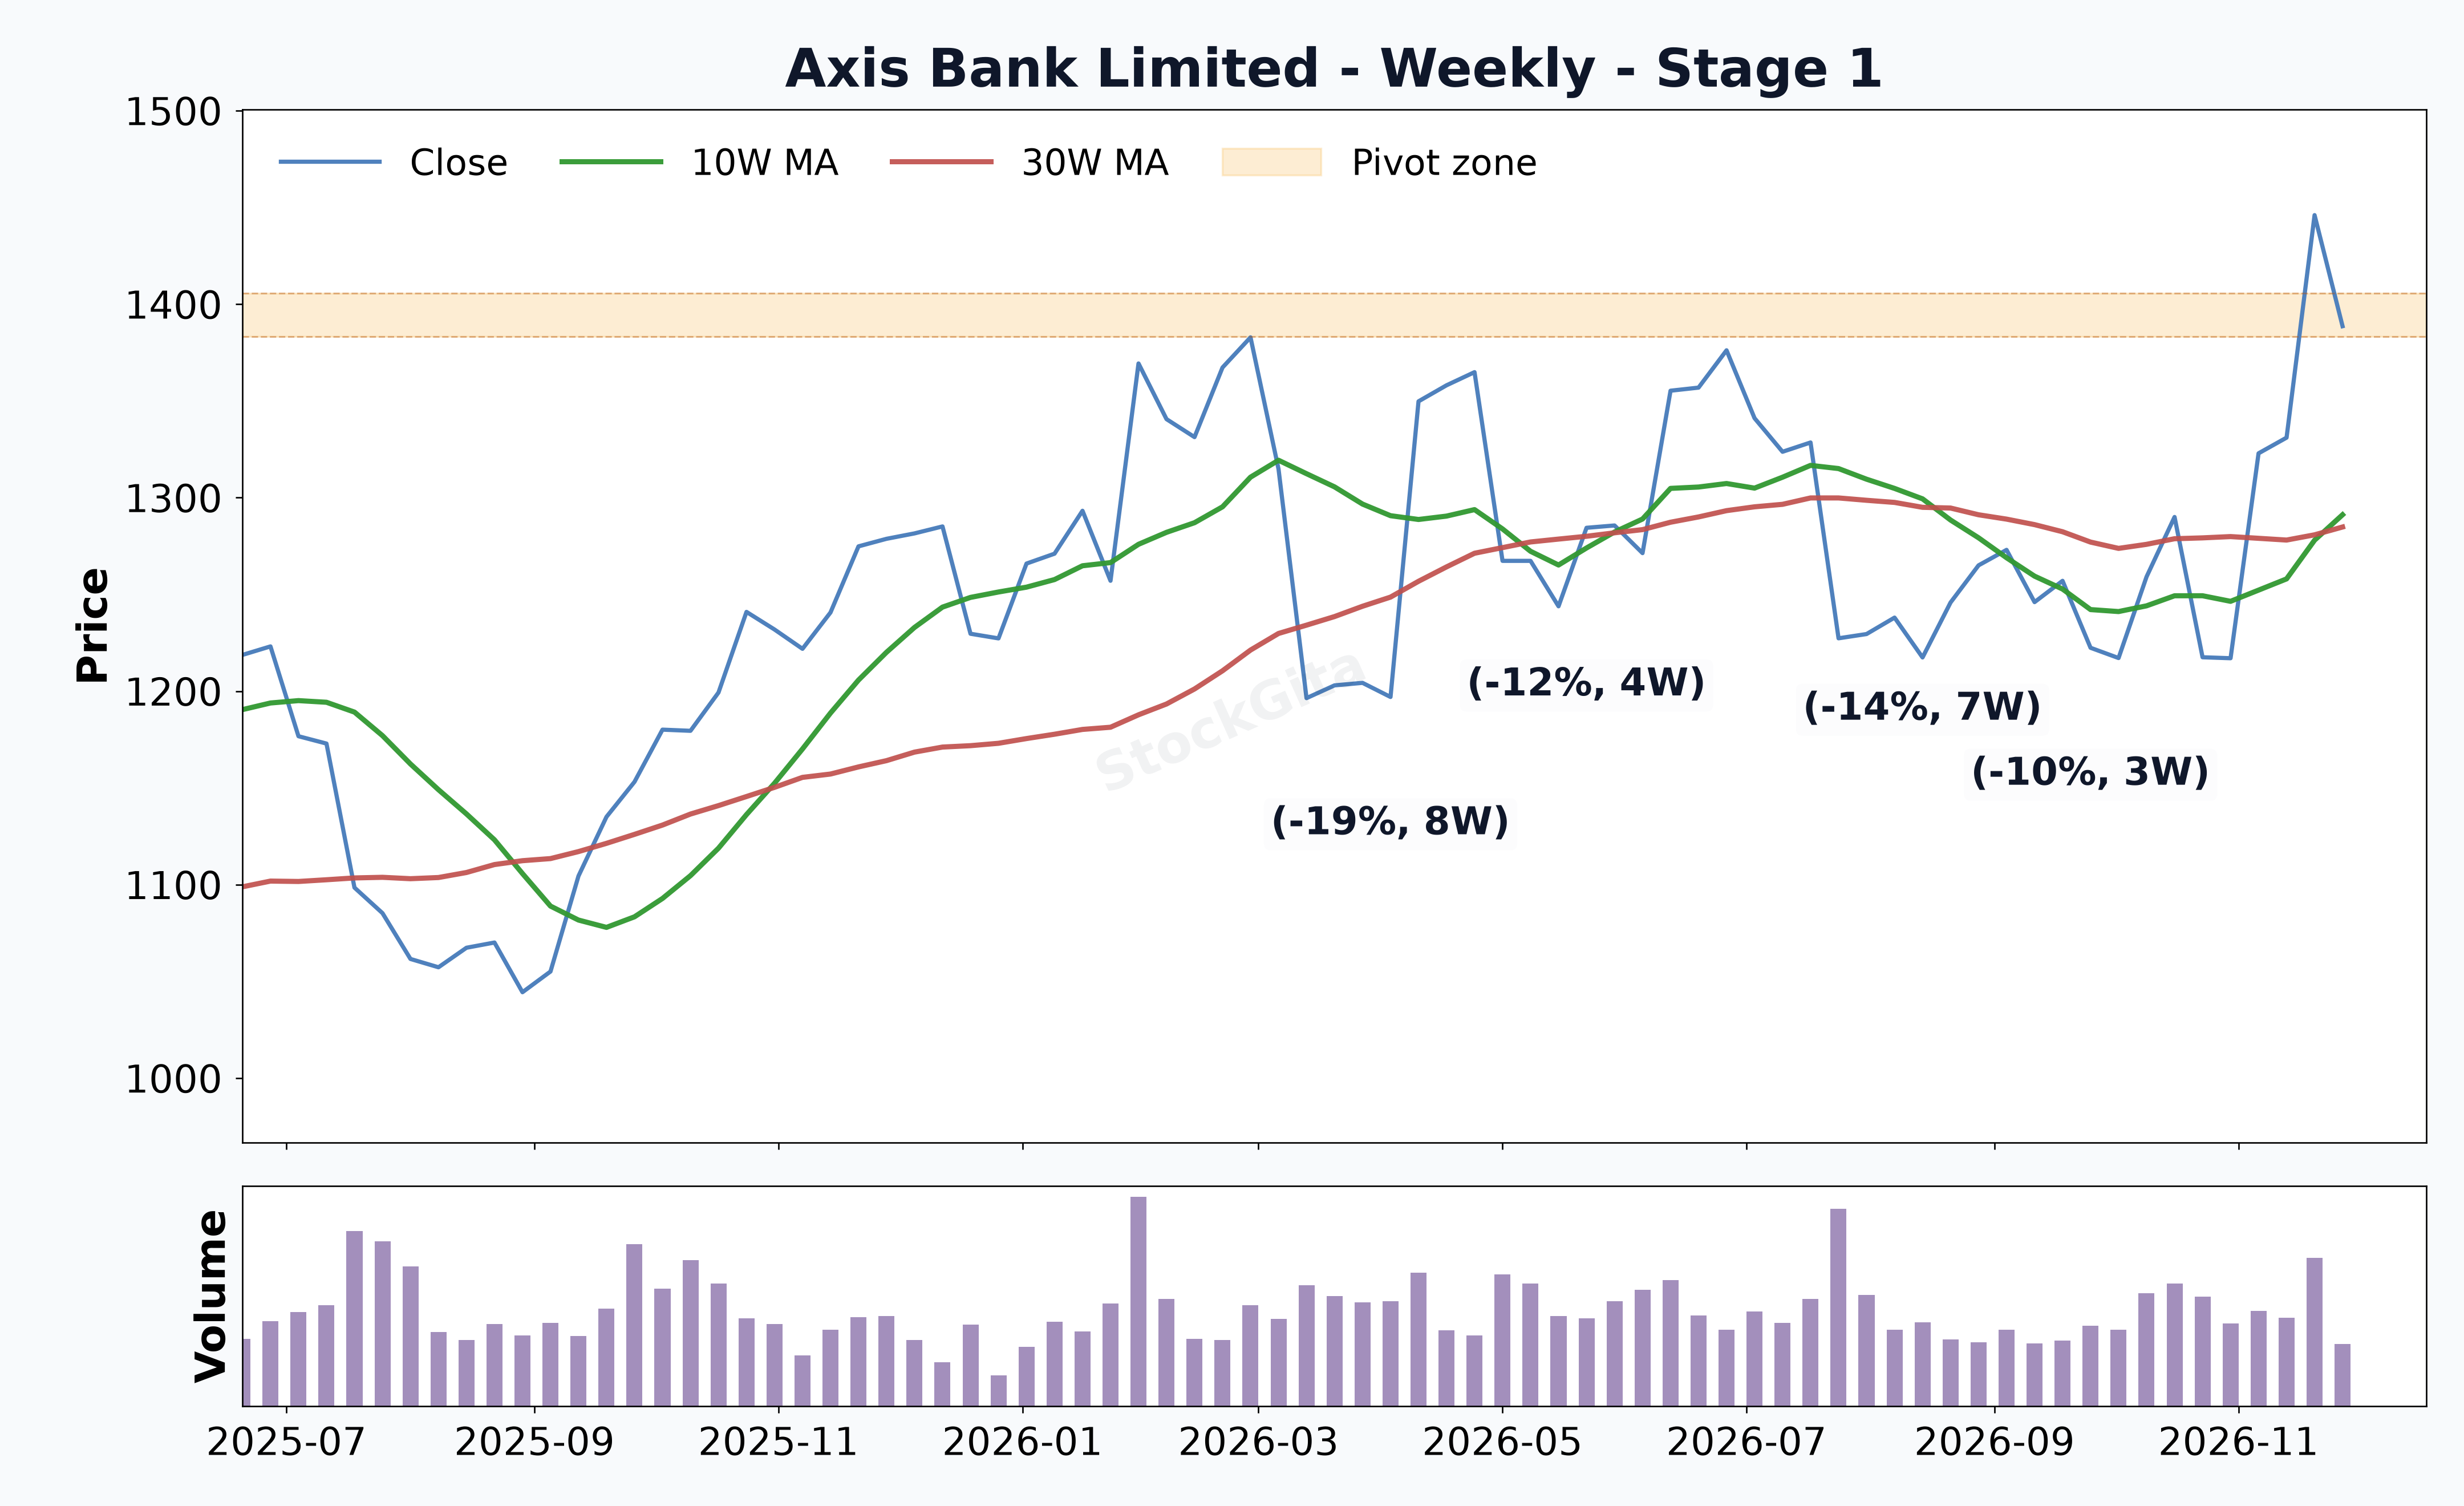 Axis Bank Limited - Weekly - Stage 1
Close
10W MA
30W MA
Pivot zone
1500
1400
1300
1200
1100
1000
Price
StockGita
(-19%, 8W)
(-12%, 4W)
(-14%, 7W)
(-10%, 3W)
Volume
2025-07
2025-09
2025-11
2026-01
2026-03
2026-05
2026-07
2026-09
2026-11